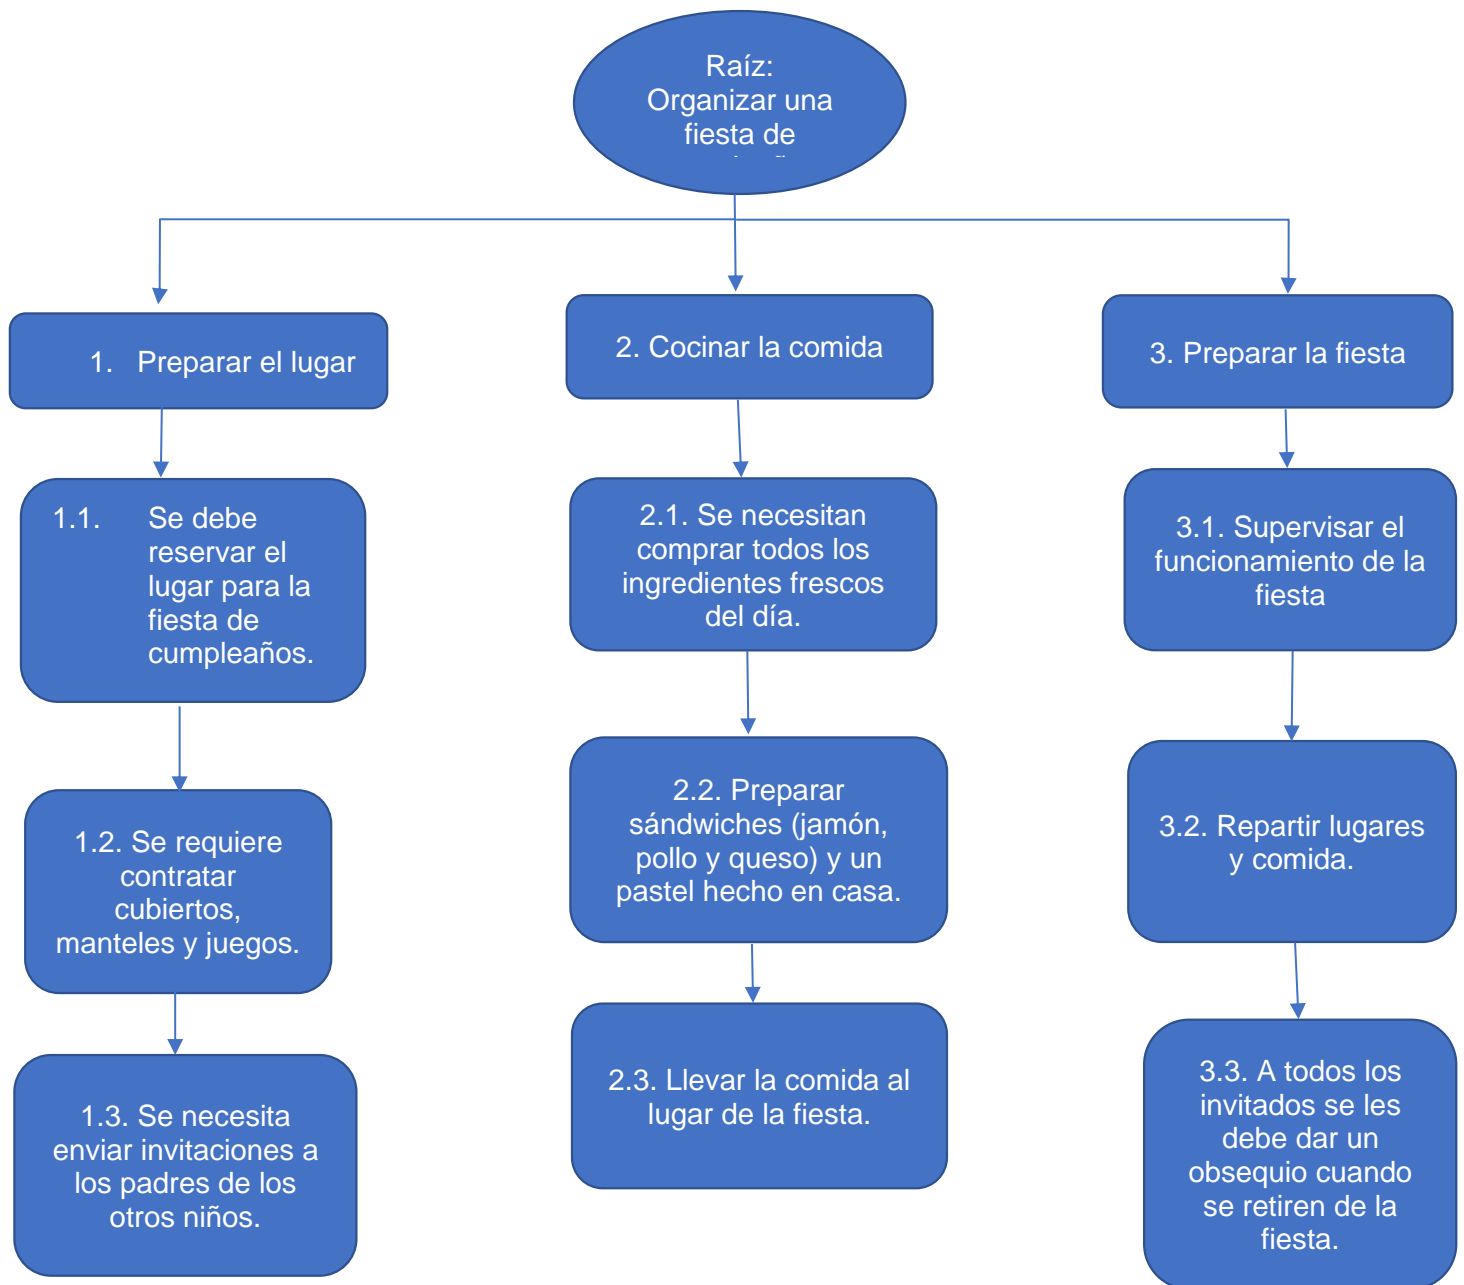 Raíz:
Organizar una
fiesta de
1. Preparar el lugar
2. Cocinar la comida
3. Preparar la fiesta
1.1. Se debe
reservar el
lugar para la
fiesta de
cumpleaños.
2.1. Se necesitan
comprar todos los
ingredientes frescos
del día.
3.1. Supervisar el
funcionamiento de la
fiesta
1.2. Se requiere
contratar
cubiertos,
manteles y juegos.
2.2. Preparar
sándwiches (jamón,
pollo y queso) y un
pastel hecho en casa.
3.2. Repartir lugares
y comida.
1.3. Se necesita
enviar invitaciones a
los padres de los
otros niños.
2.3. Llevar la comida al
lugar de la fiesta.
3.3. A todos los
invitados se les
debe dar un
obsequio cuando
se retiren de la
fiesta.